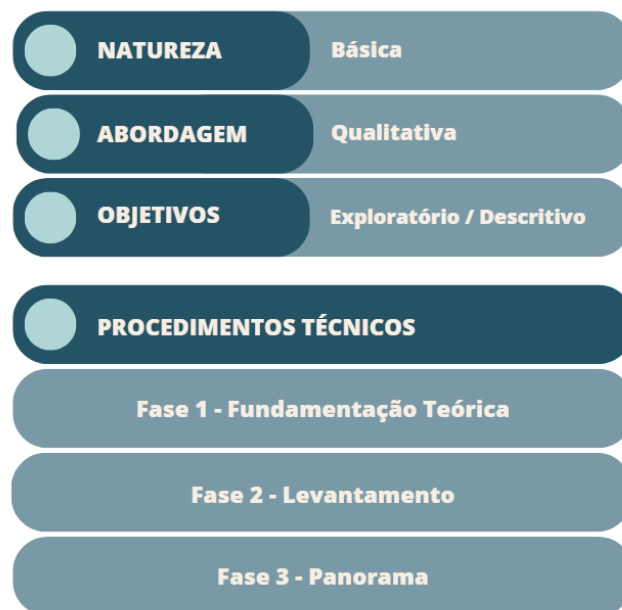 NATUREZA Básica
ABORDAGEM Qualitativa
OBJETIVOS Exploratório / Descritivo
PROCEDIMENTOS TÉCNICOS
Fase 1 - Fundamentação Teórica
Fase 2 - Levantamento
Fase 3 - Panorama